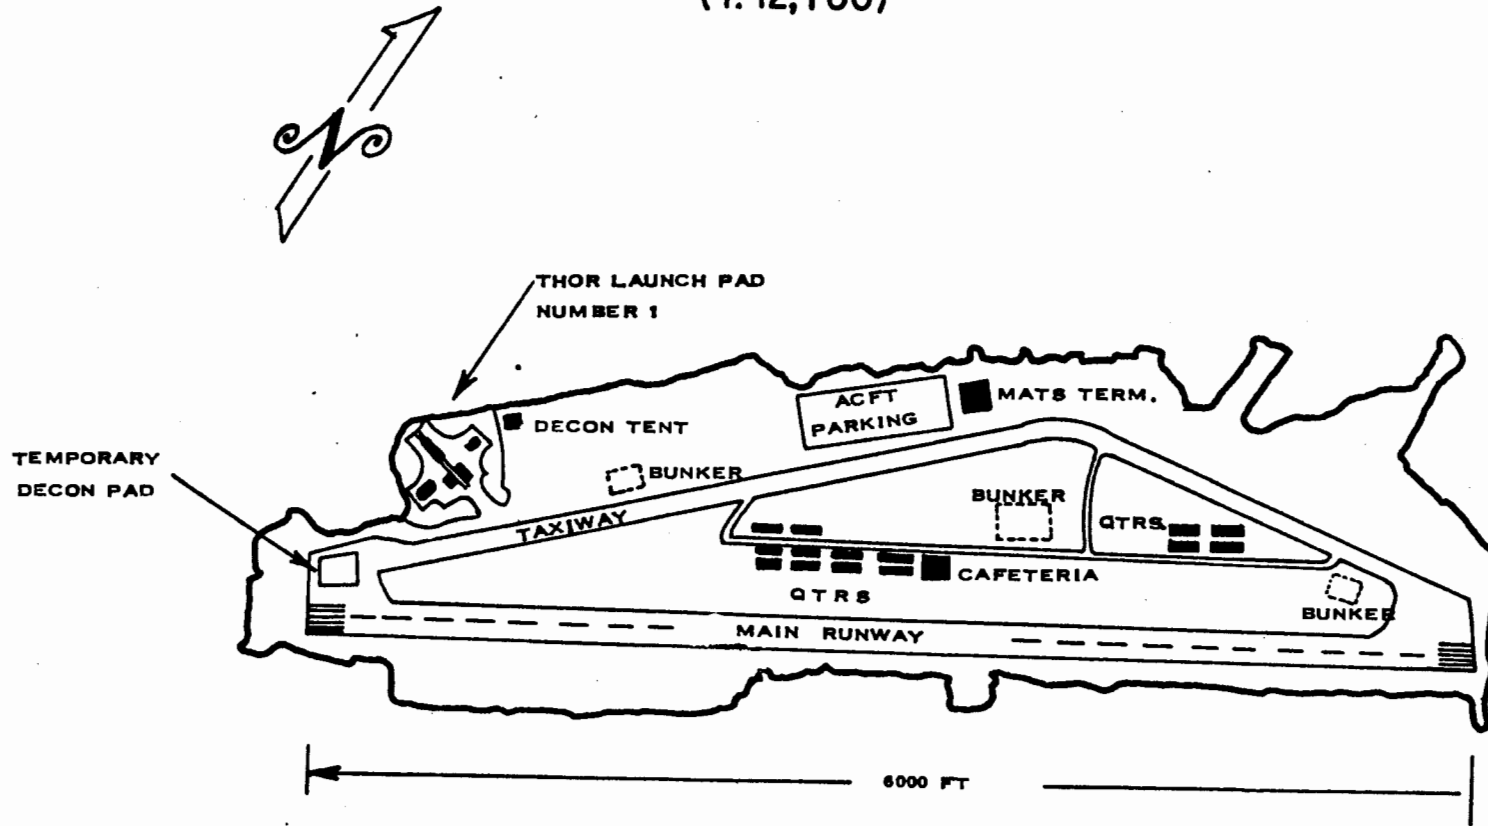 N
THOR LAUNCH PAD
NUMBER 1
ACFT
PARKING
MATS TERM.
DECON TENT
TEMPORARY
DECON PAD
BUNKER
BUNKER
TAXIWAY
QTRS
CAFETERIA
QTRS
BUNKER
MAIN RUNWAY
6000 FT